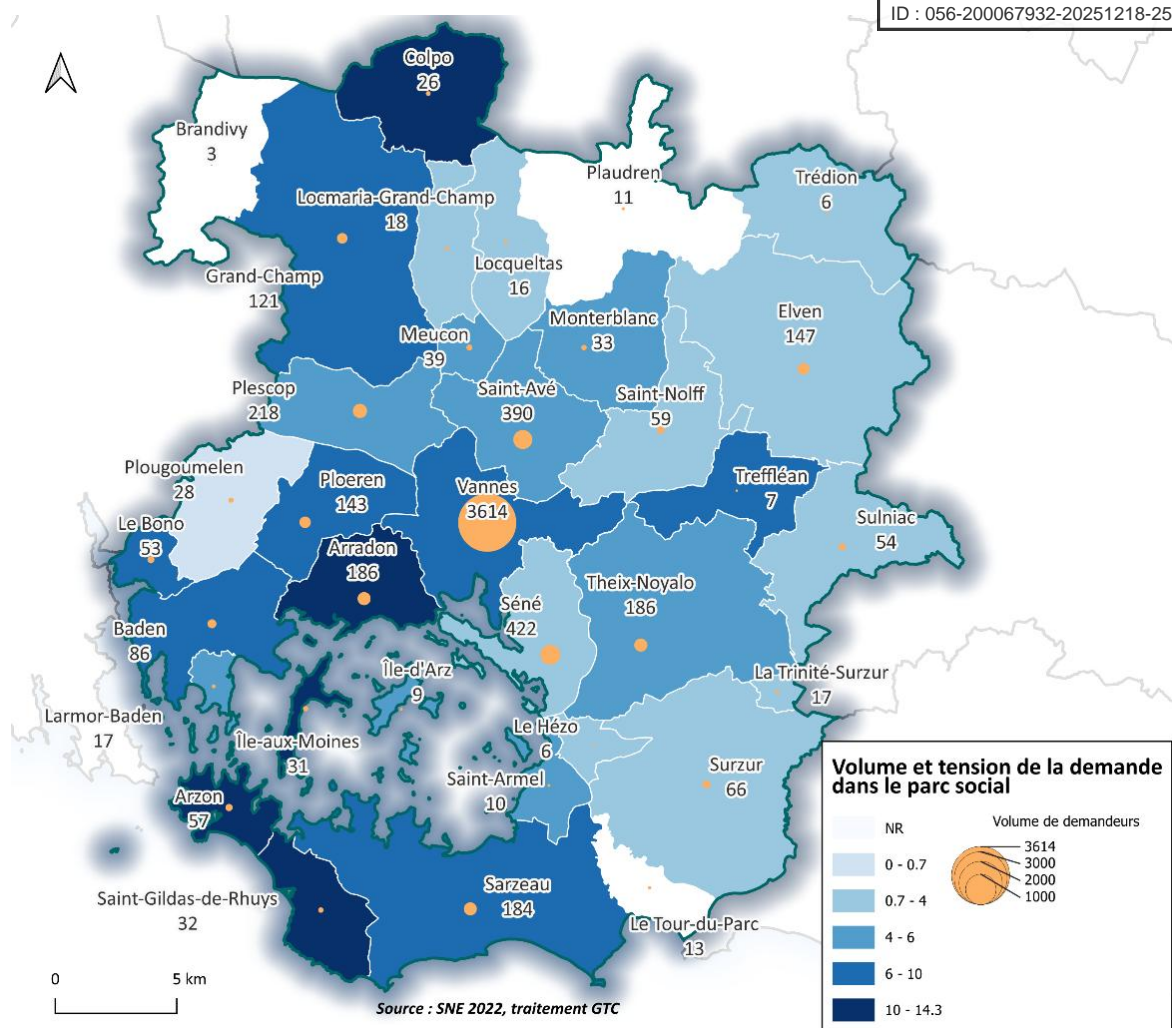 ID : 056-200067932-20251218-25
Colpo
26
Brandivy
3
Plaudren
11
Trédion
6
Locmaria-Grand-Champ
18
Locqueltas
16
Grand-Champ
121
Elven
147
Monterblanc
33
Meucon
39
Saint-Avé
390
Saint-Nolff
59
Plescop
218
Plougoumelen
28
Ploeren
143
Vannes
3614
Treffléan
7
Le Bono
53
Sulniac
54
Arradon
186
Theix-Noyalo
186
Séné
422
Baden
86
Île-d'Arz
9
La Trinité-Surzur
17
Larmor-Baden
17
Île-aux-Moines
31
Le Hézo
6
Saint-Armel
10
Surzur
66
Arzon
57
Saint-Gildas-de-Rhuys
32
Sarzeau
184
Le Tour-du-Parc
13
0 5 km
Source : SNE 2022, traitement GTC
Volume et tension de la demande
dans le parc social
NR
0 - 0.7
0.7 - 4
4 - 6
6 - 10
10 - 14.3
Volume de demandeurs
3614
3000
2000
1000